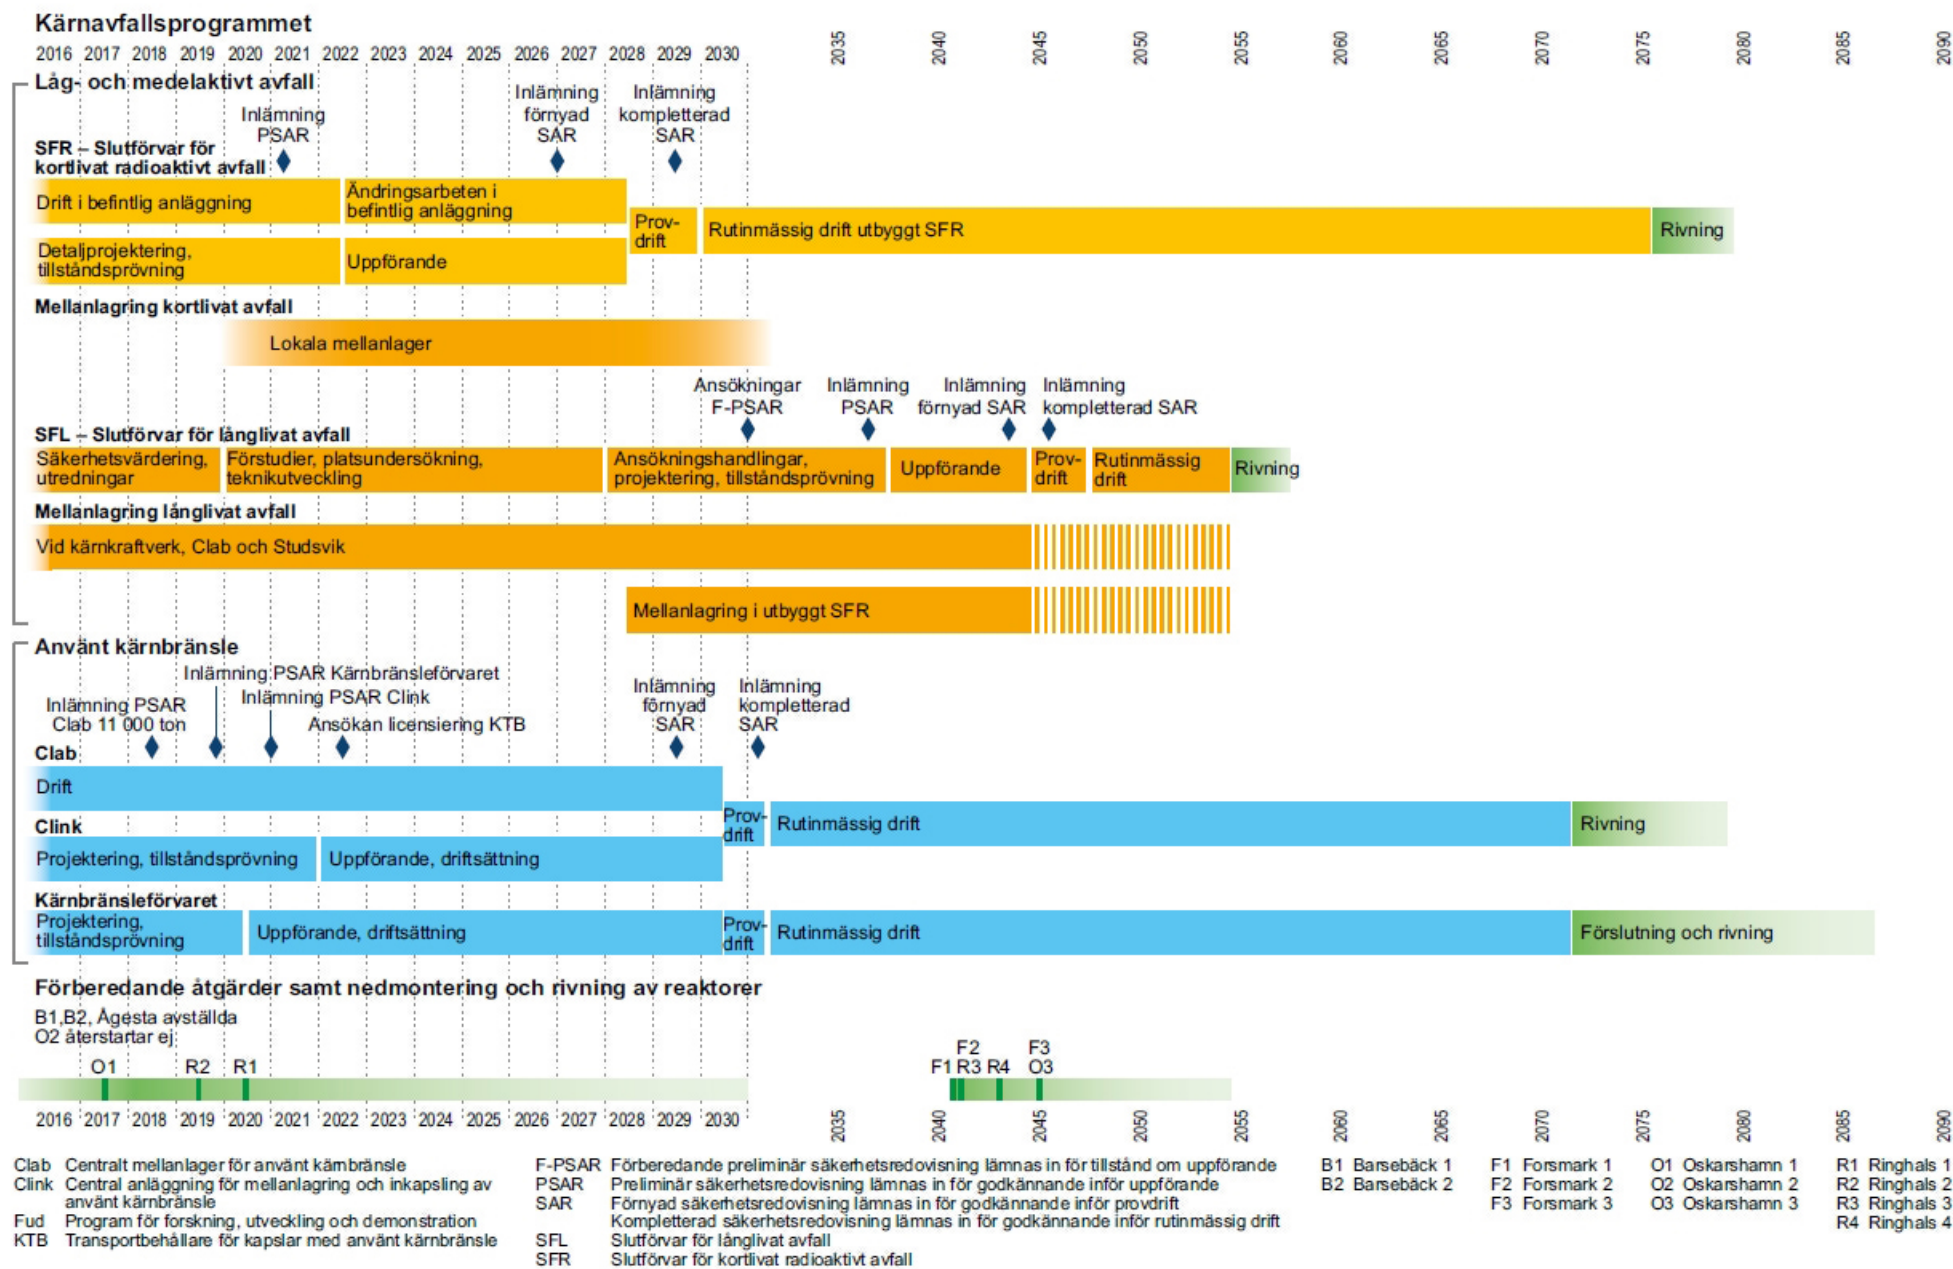 Kärnavfallsprogrammet
2016 2017 2018 2019 2020 2021 2022 2023 2024 2025 2026 2027 2028 2029 2030 2035 2040 2045 2050 2055 2060 2065 2070 2075 2080 2085 2090
Låg- och medelaktivt avfall
Inlämning
PSAR
Inlämning
förnyad
SAR
Inlämning
kompletterad
SAR
SFR – Slutförvar för
kortlivat radioaktivt avfall
Drift i befintlig anläggning
Ändringsarbeten i
befintlig anläggning
Detaljprojektering,
tillståndsprövning
Uppförande
Prov-
drift
Rutinmässig drift utbyggt SFR
Rivning
Mellanlagring kortlivat avfall
Lokala mellanlager
Ansökningar
F-PSAR
Inlämning
PSAR
Inlämning
förnyad SAR
Inlämning
kompletterad SAR
SFL – Slutförvar för långlivat avfall
Säkerhetsvärdering,
utredningar
Förstudier, platsundersökning,
teknikutveckling
Ansökningshandlingar,
projektering, tillståndsprövning
Uppförande
Prov-
drift
Rutinmässig
drift
Rivning
Mellanlagring långlivat avfall
Vid kärnkraftverk, Clab och Studsvik
Mellanlagring i utbyggt SFR
Använt kärnbränsle
Inlämning PSAR Kärnbränsleförvaret
Inlämning PSAR Clink
Inlämning PSAR
Clab 11 000 ton
Ansökan licensiering KTB
Inlämning
förnyad
SAR
Inlämning
kompletterad
SAR
Clab
Drift
Clink
Projektering, tillståndsprövning
Uppförande, driftsättning
Prov-
drift
Rutinmässig drift
Rivning
Kärnbränsleförvaret
Projektering,
tillståndsprövning
Uppförande, driftsättning
Prov-
drift
Rutinmässig drift
Förslutning och rivning
Förberedande åtgärder samt nedmontering och rivning av reaktorer
B1,B2, Ågesta avställda
O2 återstartar ej
O1 R2 R1
F2 F3
F1 R3 R4 O3
2016 2017 2018 2019 2020 2021 2022 2023 2024 2025 2026 2027 2028 2029 2030 2035 2040 2045 2050 2055 2060 2065 2070 2075 2080 2085 2090
Clab Centralt mellanlager för använt kärnbränsle
Clink Central anläggning för mellanlagring och inkapsling av
använt kärnbränsle
Fud Program för forskning, utveckling och demonstration
KTB Transportbehållare för kapslar med använt kärnbränsle
F-PSAR Förberedande preliminär säkerhetsredovisning lämnas in för tillstånd om uppförande
PSAR Preliminär säkerhetsredovisning lämnas in för godkännande inför uppförande
SAR Förnyad säkerhetsredovisning lämnas in för godkännande inför provdrift
Kompletterad säkerhetsredovisning lämnas in för godkännande inför rutinmässig drift
SFL Slutförvar för långlivat avfall
SFR Slutförvar för kortlivat radioaktivt avfall
B1 Barsebäck 1
B2 Barsebäck 2
F1 Forsmark 1
F2 Forsmark 2
F3 Forsmark 3
O1 Oskarshamn 1
O2 Oskarshamn 2
O3 Oskarshamn 3
R1 Ringhals 1
R2 Ringhals 2
R3 Ringhals 3
R4 Ringhals 4